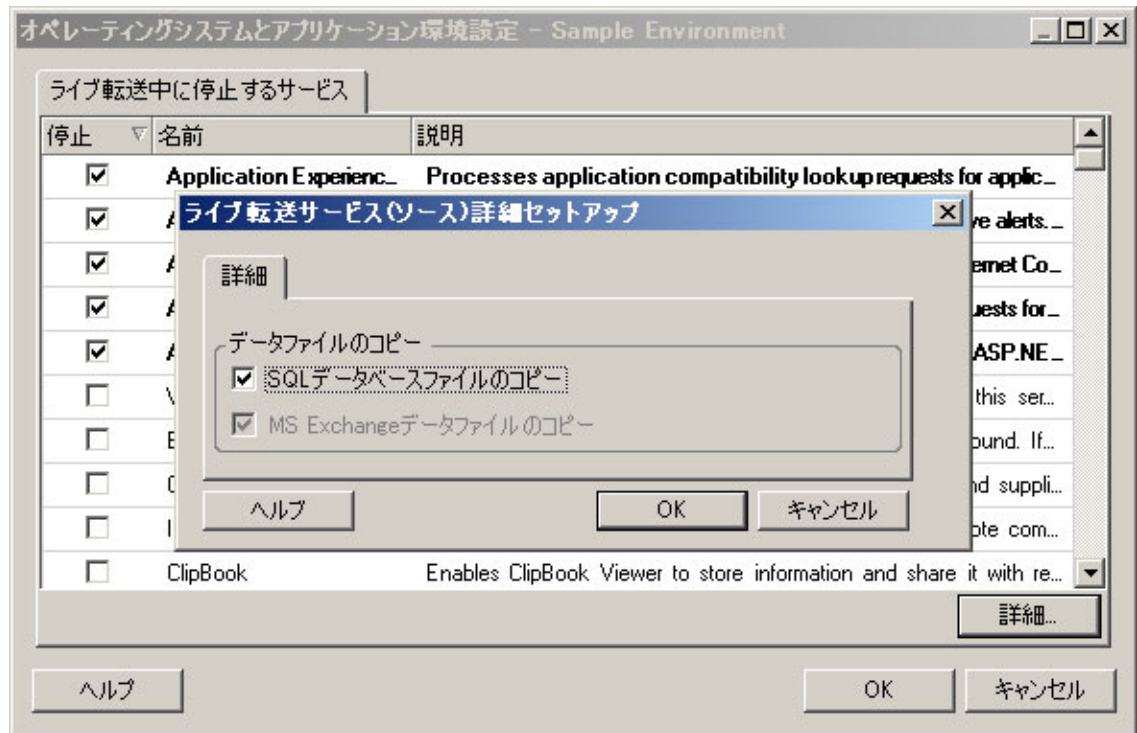 オペレーティングシステムとアプリケーション環境設定 - Sample Environment
ライブ転送中に停止するサービス
停止 名前 説明
Application Experienc... Processes application compatibility lookup requests for applic...
ライブ転送サービス(ソース)詳細セットアップ
ve alerts....
詳細
ernet Co...
uests for...
データファイルのコピー
ASP.NE...
SQLデータベースファイルのコピー
this ser...
MS Exchangeデータファイルのコピー
ound. If...
nd suppli...
ヘルプ OK キャンセル
ote com...
ClipBook Enables ClipBook Viewer to store information and share it with re...
詳細...
ヘルプ OK キャンセル